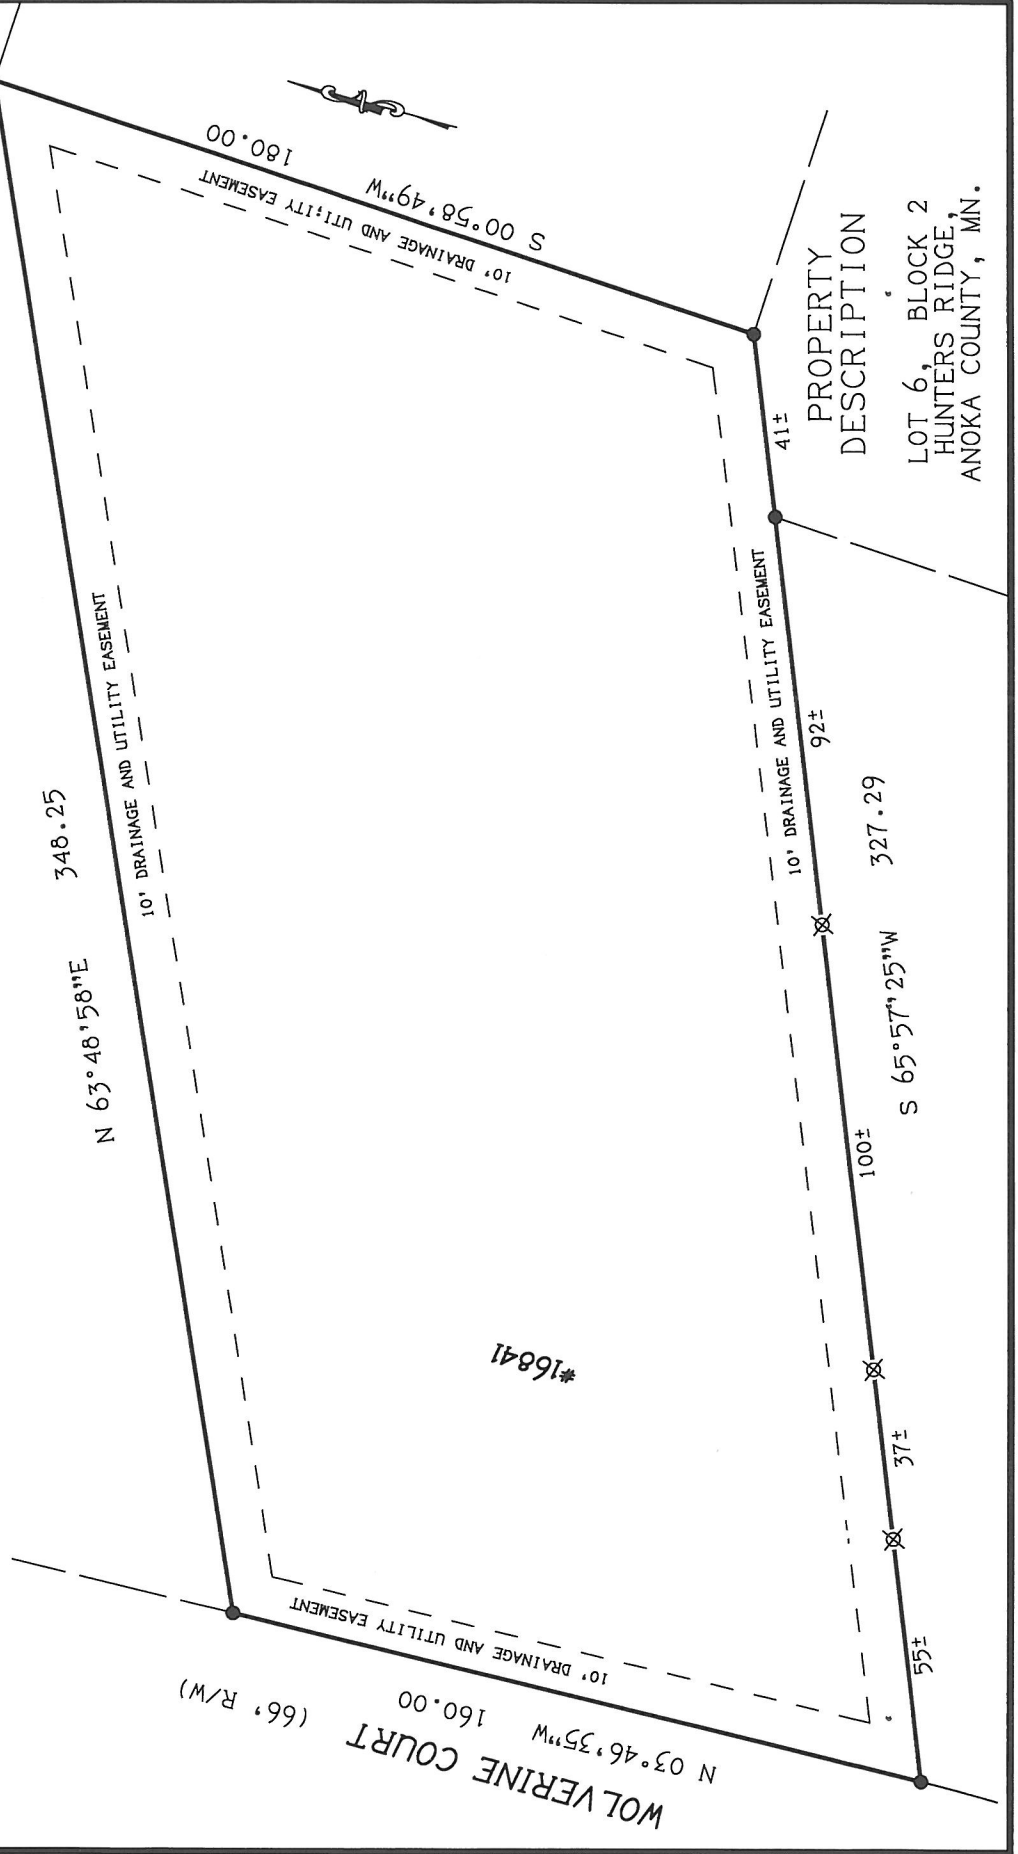 180.00
S 00°58'49"W
10' DRAINAGE AND UTI;ITY EASEMENT
PROPERTY
DESCRIPTION
LOT 6, BLOCK 2
HUNTERS RIDGE,
ANOKA COUNTY, MN.
N 63°48'58"E 348.25
10' DRAINAGE AND UTILITY EASEMENT
41±
10' DRAINAGE AND UTILITY EASEMENT
92±
S 65°57'25"W 327.29
100±
#16841
37±
55±
10' DRAINAGE AND UTILITY EASEMENT
N 03°46'35"W 160.00
WOLVERINE COURT (66' R/W)